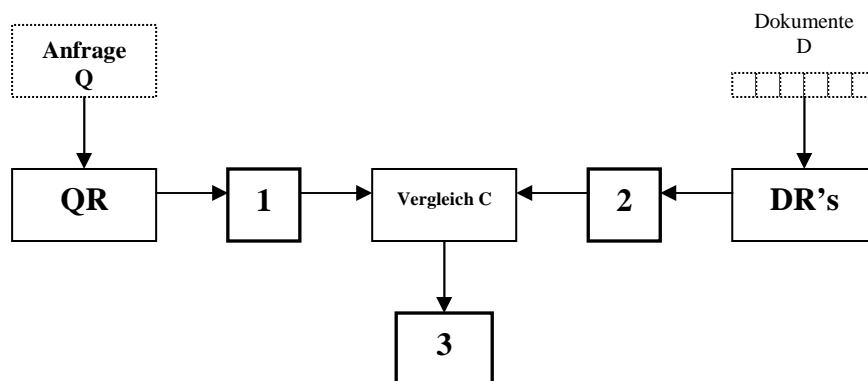 Anfrage
Q
Dokumente
D
QR
1
Vergleich C
2
DR’s
3